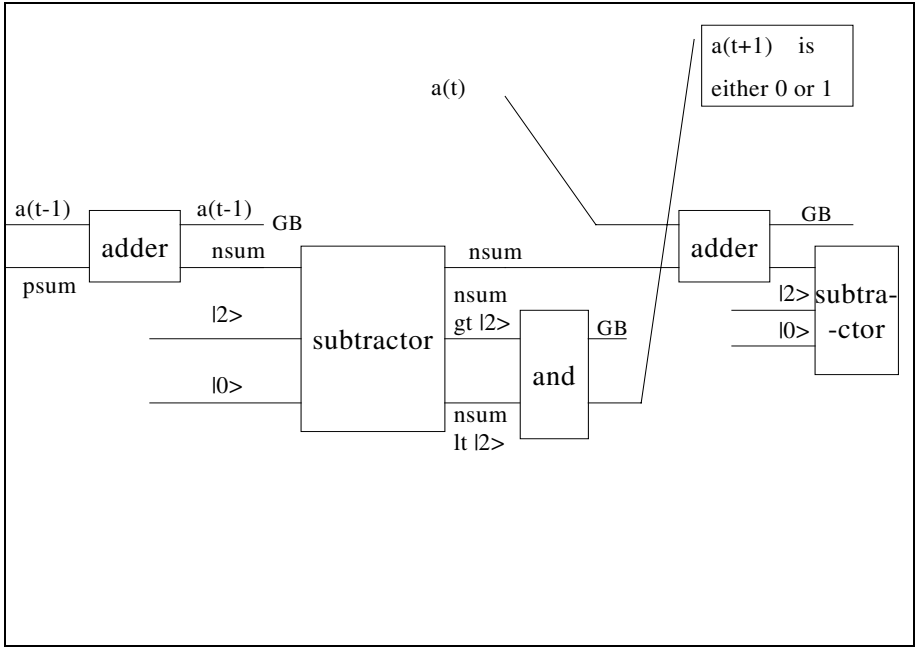 a(t+1) is
either 0 or 1
a(t)
a(t-1)
adder
a(t-1)
GB
psum
nsum
|2>
|0>
subtractor
nsum
nsum
gt |2>
nsum
lt |2>
and
GB
adder
GB
|2>
|0>
subtra-
-ctor